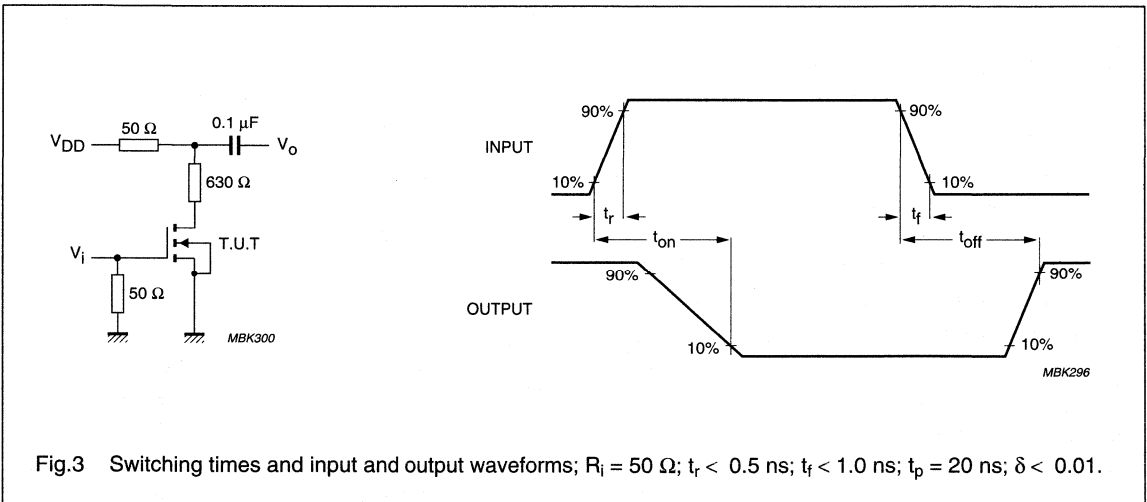 50 Ω
0.1 μF
V_DD
V_o
630 Ω
T.U.T
V_i
50 Ω
MBK300
INPUT
90%
90%
10%
10%
t_r
t_f
t_on
t_off
OUTPUT
90%
90%
10%
10%
MBK296
Fig.3 Switching times and input and output waveforms; R_i = 50 Ω; t_r < 0.5 ns; t_f < 1.0 ns; t_p = 20 ns; δ < 0.01.